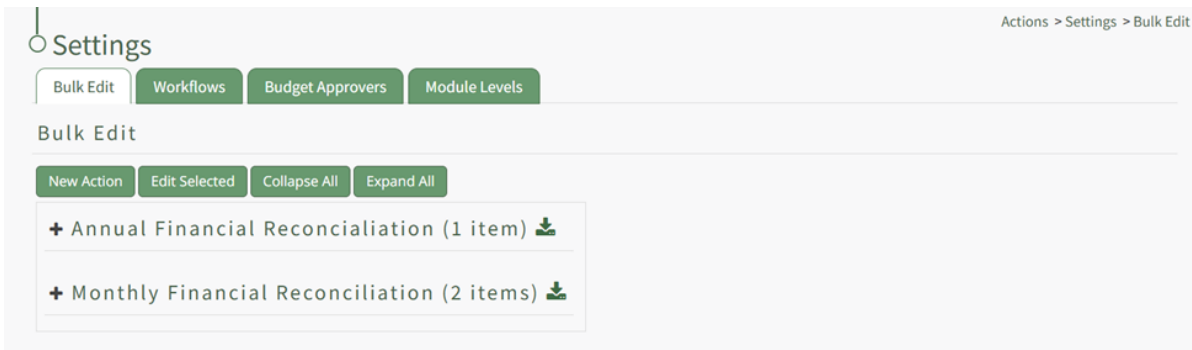 Actions > Settings > Bulk Edit
Settings
Bulk Edit Workflows Budget Approvers Module Levels
Bulk Edit
New Action Edit Selected Collapse All Expand All
+ Annual Financial Reconcialiation (1 item)
+ Monthly Financial Reconciliation (2 items)